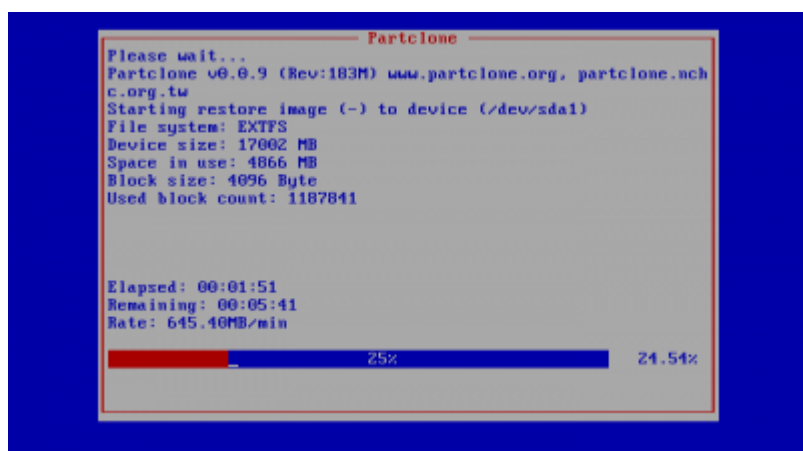 Partclone
Please wait...
Partclone v0.0.9 (Rev:183M) www.partclone.org, partclone.nch
c.org.tw
Starting restore image (-) to device (/dev/sda1)
File system: EXTFS
Device size: 17002 MB
Space in use: 4866 MB
Block size: 4096 Byte
Used block count: 1187841
Elapsed: 00:01:51
Remaining: 00:05:41
Rate: 645.40MB/min
25% 24.54%